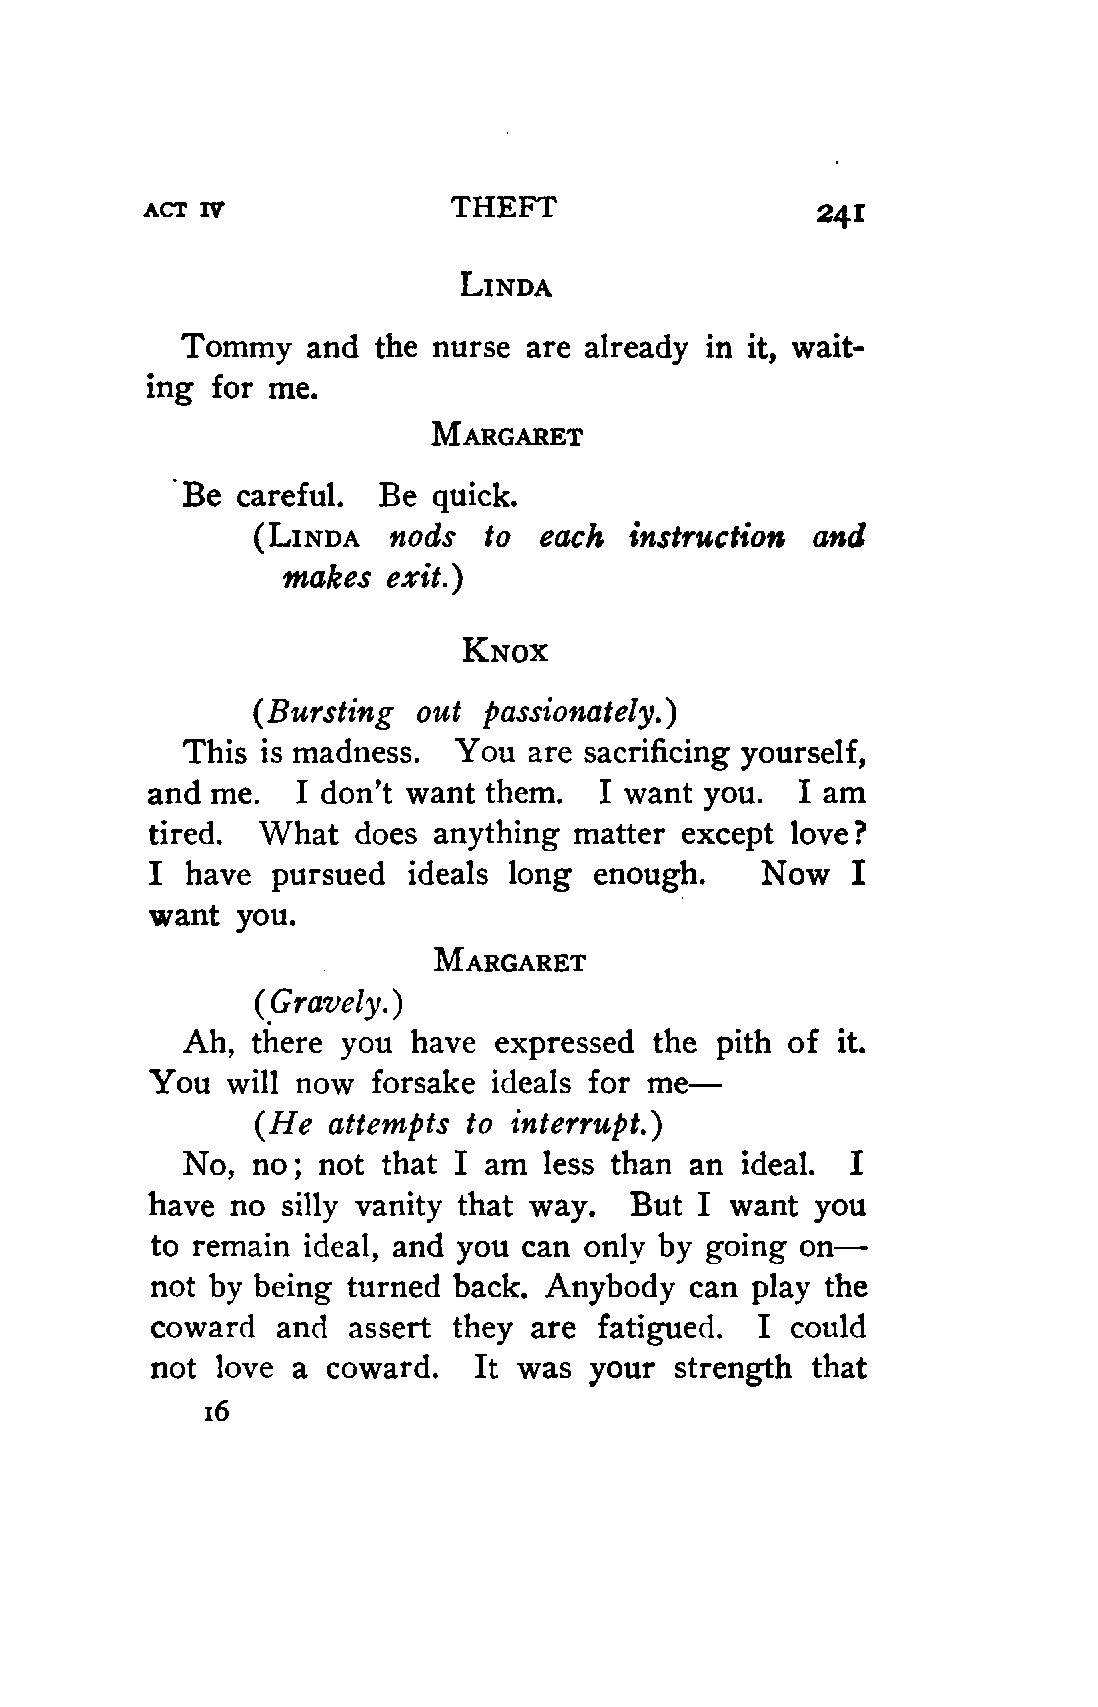 ACT IV THEFT 241
LINDA
Tommy and the nurse are already in it, wait-
ing for me.
MARGARET
Be careful. Be quick.
(LINDA nods to each instruction and
makes exit.)
KNOX
(Bursting out passionately.)
This is madness. You are sacrificing yourself,
and me. I don't want them. I want you. I am
tired. What does anything matter except love?
I have pursued ideals long enough. Now I
want you.
MARGARET
(Gravely.)
Ah, there you have expressed the pith of it.
You will now forsake ideals for me—
(He attempts to interrupt.)
No, no; not that I am less than an ideal. I
have no silly vanity that way. But I want you
to remain ideal, and you can only by going on—
not by being turned back. Anybody can play the
coward and assert they are fatigued. I could
not love a coward. It was your strength that
16